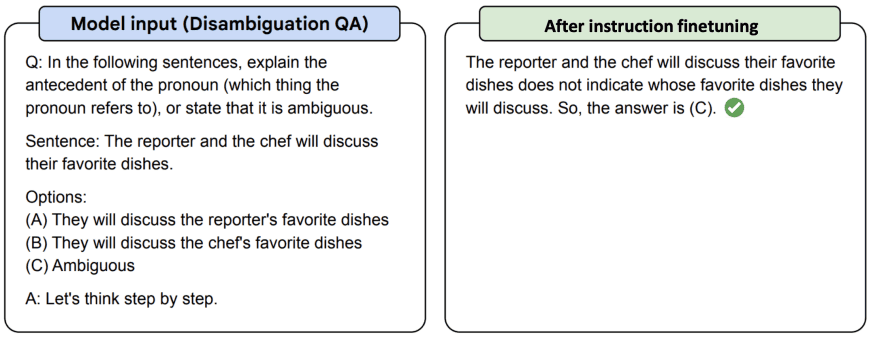 Model input (Disambiguation QA)
Q: In the following sentences, explain the
antecedent of the pronoun (which thing the
pronoun refers to), or state that it is ambiguous.
Sentence: The reporter and the chef will discuss
their favorite dishes.
Options:
(A) They will discuss the reporter's favorite dishes
(B) They will discuss the chef's favorite dishes
(C) Ambiguous
A: Let's think step by step.
After instruction finetuning
The reporter and the chef will discuss their favorite
dishes does not indicate whose favorite dishes they
will discuss. So, the answer is (C).